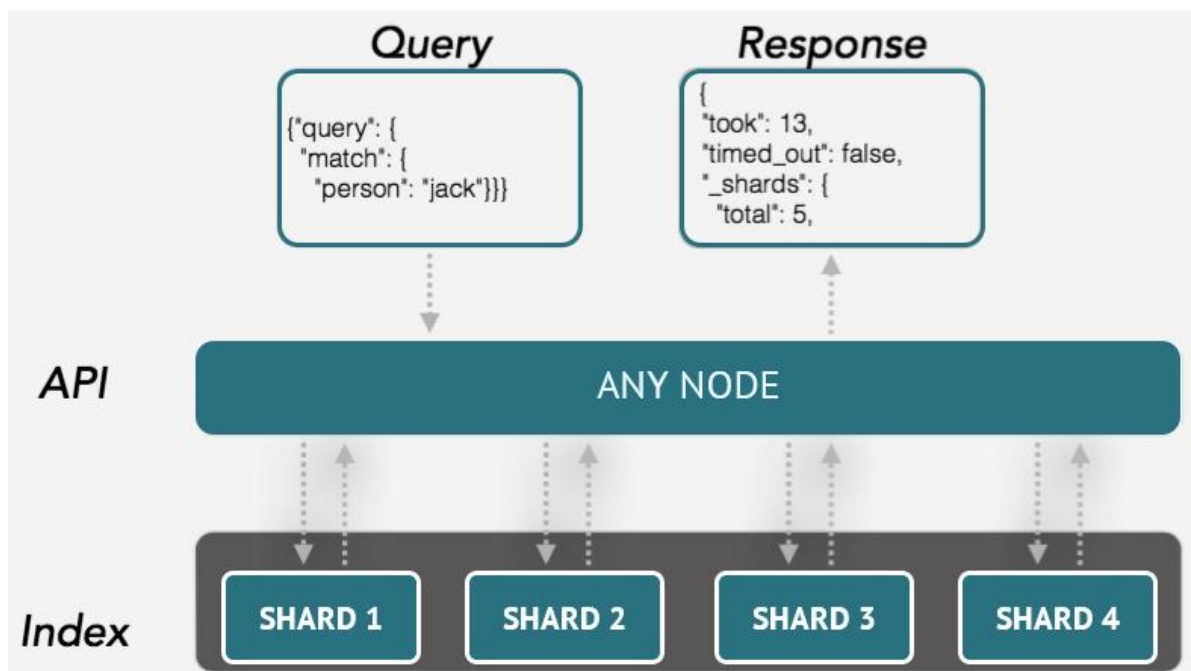 Query
Response
{"query": {
"match": {
"person": "jack"}}}
{
"took": 13,
"timed_out": false,
"_shards": {
"total": 5,
API
ANY NODE
SHARD 1
SHARD 2
SHARD 3
SHARD 4
Index